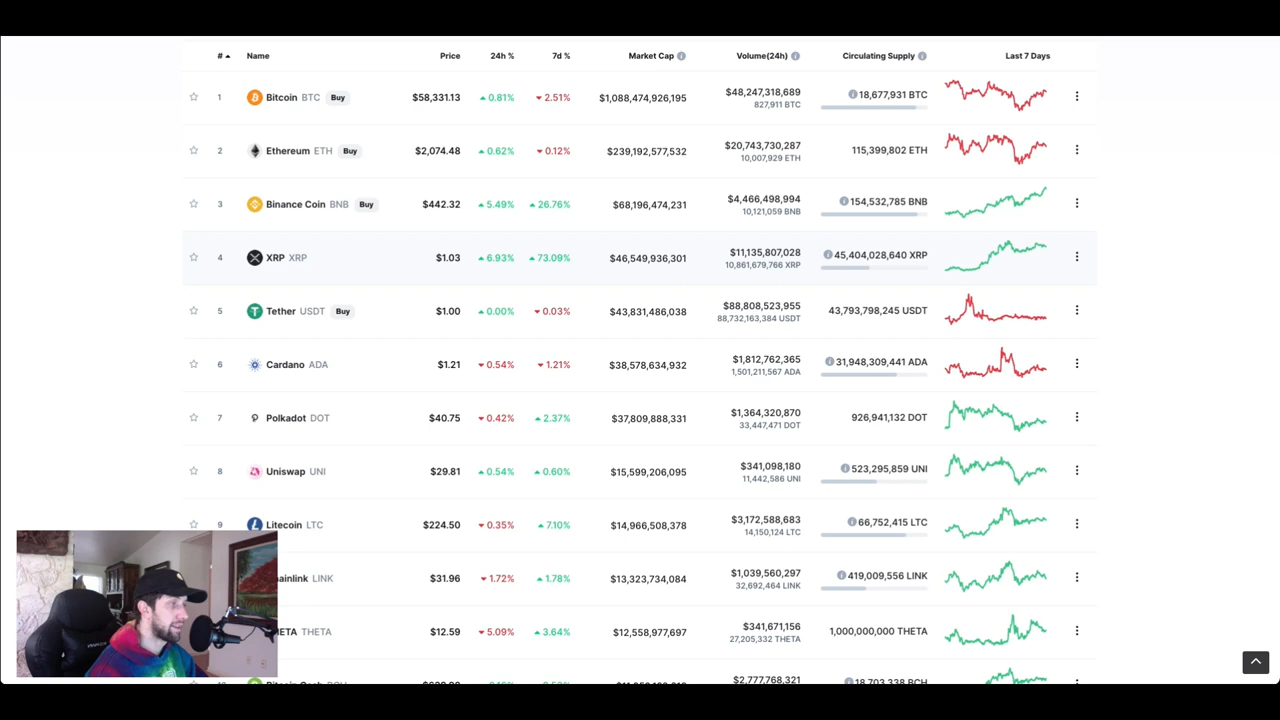 # Name Price 24h % 7d % Market Cap Volume(24h) Circulating Supply Last 7 Days
1 Bitcoin BTC Buy $58,331.13 0.81% 2.51% $1,088,474,926,195 $48,247,318,689 18,677,931 BTC
827,911 BTC
2 Ethereum ETH Buy $2,074.48 0.62% 0.12% $239,192,577,532 $20,743,730,287 115,399,802 ETH
10,007,929 ETH
3 Binance Coin BNB Buy $442.32 5.49% 26.76% $68,196,474,231 $4,466,498,994 154,532,785 BNB
10,121,059 BNB
4 XRP XRP $1.03 6.93% 73.09% $46,549,936,301 $11,135,807,028 45,404,028,640 XRP
10,861,679,766 XRP
5 Tether USDT Buy $1.00 0.00% 0.03% $43,831,486,038 $88,808,523,955 43,793,798,245 USDT
88,732,163,384 USDT
6 Cardano ADA $1.21 0.54% 1.21% $38,578,634,932 $1,812,762,365 31,948,309,441 ADA
1,501,211,567 ADA
7 Polkadot DOT $40.75 0.42% 2.37% $37,809,888,331 $1,364,320,870 926,941,132 DOT
33,447,471 DOT
8 Uniswap UNI $29.81 0.54% 0.60% $15,599,206,095 $341,098,180 523,295,859 UNI
11,442,586 UNI
9 Litecoin LTC $224.50 0.35% 7.10% $14,966,508,378 $3,172,588,683 66,752,415 LTC
14,150,124 LTC
ainlink LINK $31.96 1.72% 1.78% $13,323,734,084 $1,039,560,297 419,009,556 LINK
32,692,464 LINK
ETA THETA $12.59 5.09% 3.64% $12,558,977,697 $341,671,156 1,000,000,000 THETA
27,205,332 THETA
$2,777,768,321 18,703,338 BCH